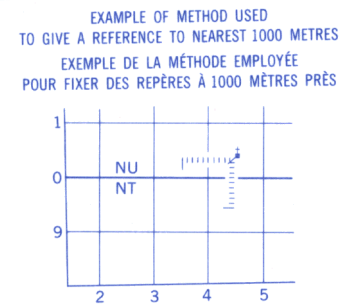 EXAMPLE OF METHOD USED
TO GIVE A REFERENCE TO NEAREST 1000 METRES
EXEMPLE DE LA MÉTHODE EMPLOYÉE
POUR FIXER DES REPÈRES À 1000 MÈTRES PRÈS
1
NU
0
NT
9
2 3 4 5